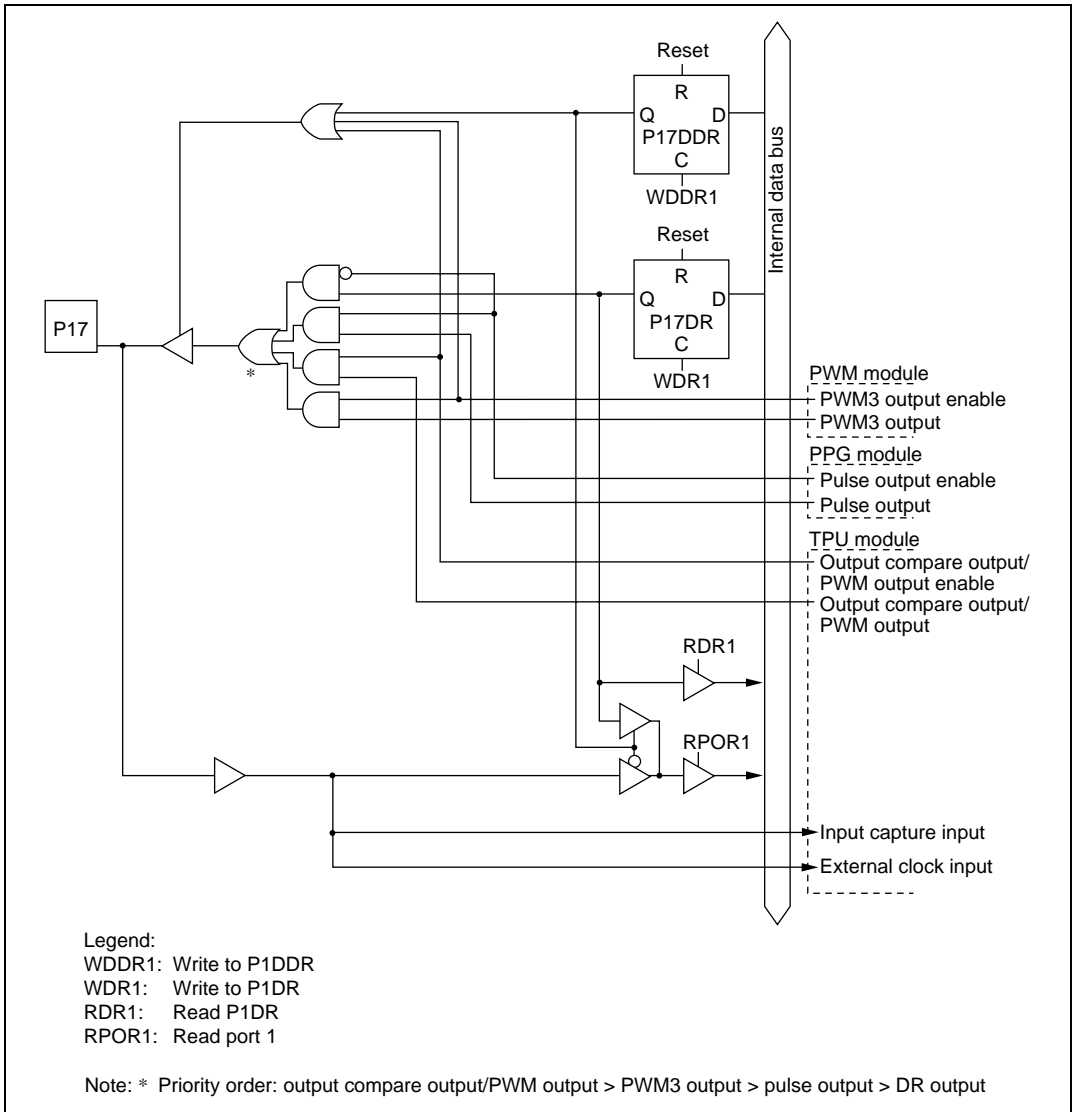 Reset
R
Q D
P17DDR
C
WDDR1
Reset
R
Q D
P17DR
C
WDR1
Internal data bus
P17
*
PWM module
PWM3 output enable
PWM3 output
PPG module
Pulse output enable
Pulse output
TPU module
Output compare output/
PWM output enable
Output compare output/
PWM output
RDR1
RPOR1
Input capture input
External clock input
Legend:
WDDR1: Write to P1DDR
WDR1: Write to P1DR
RDR1: Read P1DR
RPOR1: Read port 1
Note: * Priority order: output compare output/PWM output > PWM3 output > pulse output > DR output